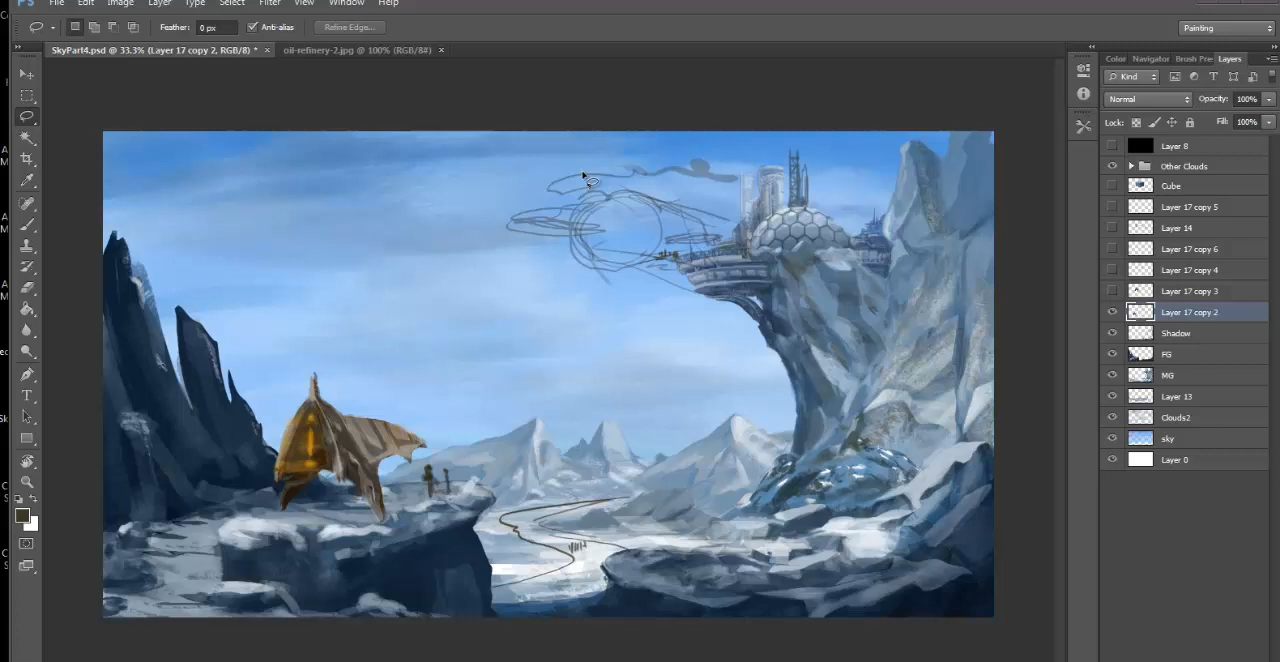 PS File Edit Image Layer Type Select Filter View Window Help
Feather: 0 px Anti-alias Refine Edge... Painting
SkyPart4.psd @ 33.3% (Layer 17 copy 2, RGB/8) * × oil-refinery-2.jpg @ 100% (RGB/8#) ×
Color Navigator Brush Pre Layers
Kind
Normal Opacity: 100%
Lock: Fill: 100%
Layer 8
Other Clouds
Cube
Layer 17 copy 5
Layer 14
Layer 17 copy 6
Layer 17 copy 4
Layer 17 copy 3
Layer 17 copy 2
Shadow
FG
MG
Layer 13
Clouds2
sky
Layer 0